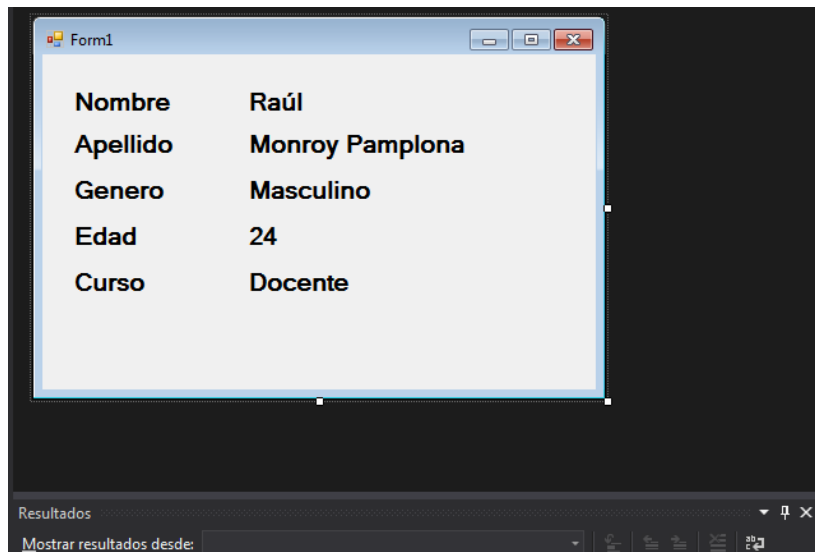 Form1
Nombre Raúl
Apellido Monroy Pamplona
Genero Masculino
Edad 24
Curso Docente
Resultados
Mostrar resultados desde: